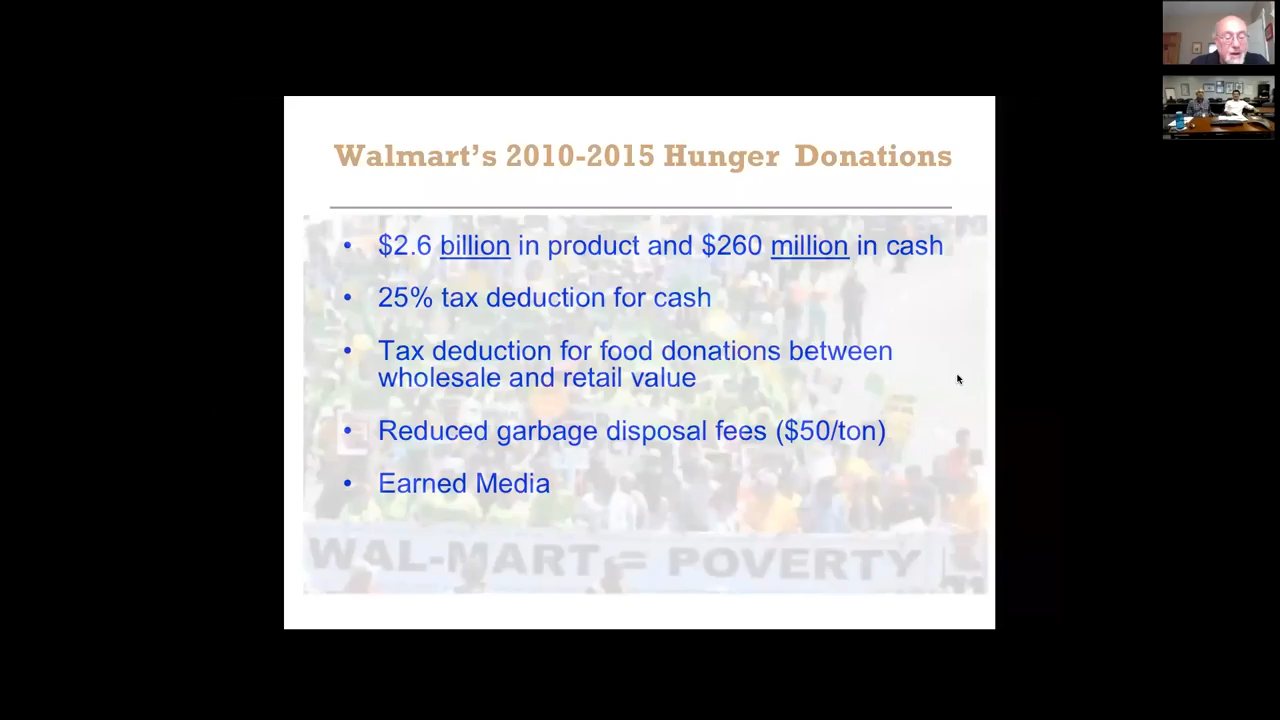 Walmart's 2010-2015 Hunger Donations
• $2.6 billion in product and $260 million in cash
• 25% tax deduction for cash
• Tax deduction for food donations between
wholesale and retail value
• Reduced garbage disposal fees ($50/ton)
• Earned Media
WAL-MART = POVERTY